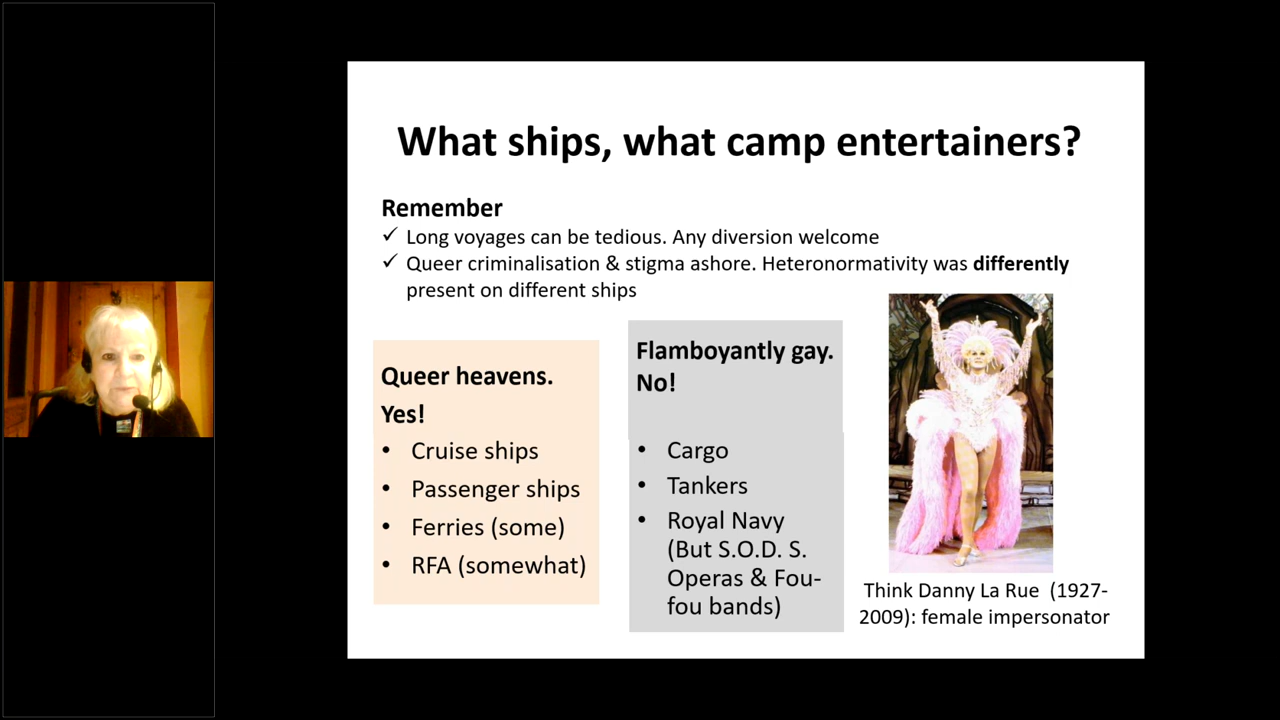 What ships, what camp entertainers?
Remember
✓ Long voyages can be tedious. Any diversion welcome
✓ Queer criminalisation & stigma ashore. Heteronormativity was differently
present on different ships
Queer heavens.
Yes!
• Cruise ships
• Passenger ships
• Ferries (some)
• RFA (somewhat)
Flamboyantly gay.
No!
• Cargo
• Tankers
• Royal Navy
(But S.O.D. S.
Operas & Fou-
fou bands)
Think Danny La Rue (1927-
2009): female impersonator